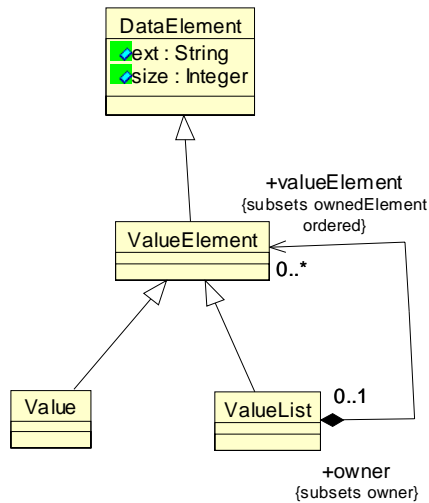 DataElement
ext : String
size : Integer
+valueElement
{subsets ownedElement
ordered}
ValueElement
0..*
Value
ValueList
0..1
+owner
{subsets owner}